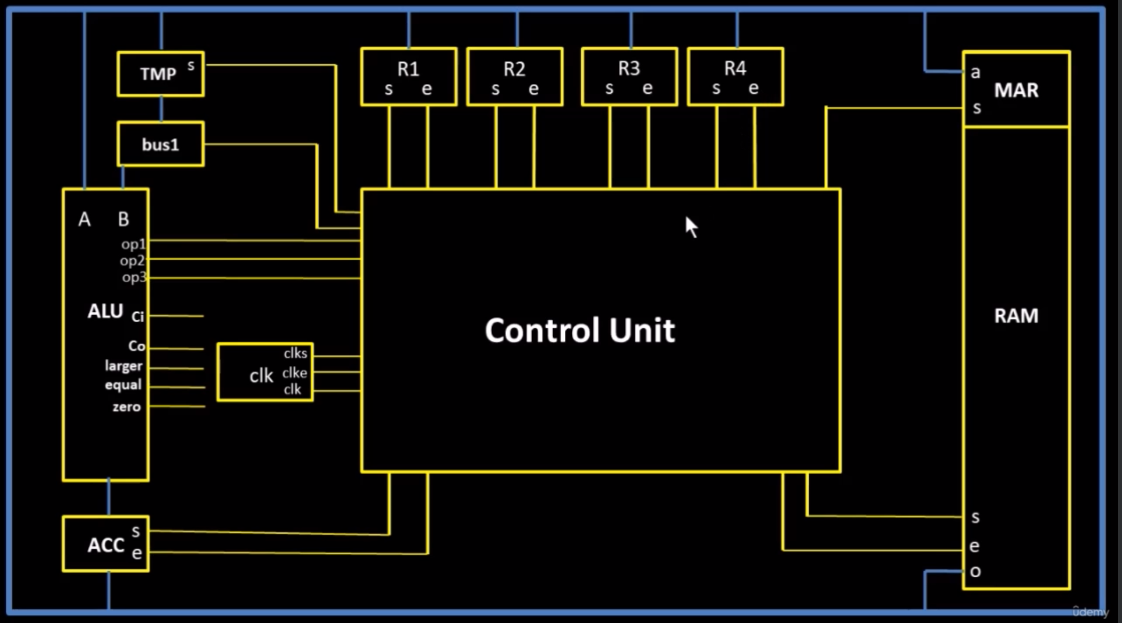 TMP s
bus1
R1
s e
R2
s e
R3
s e
R4
s e
a
MAR
s
A B
op1
op2
op3
ALU Ci
Co
larger
equal
zero
clks
clk clke
clk
Control Unit
RAM
ACC s
e
s
e
o
ûdemy